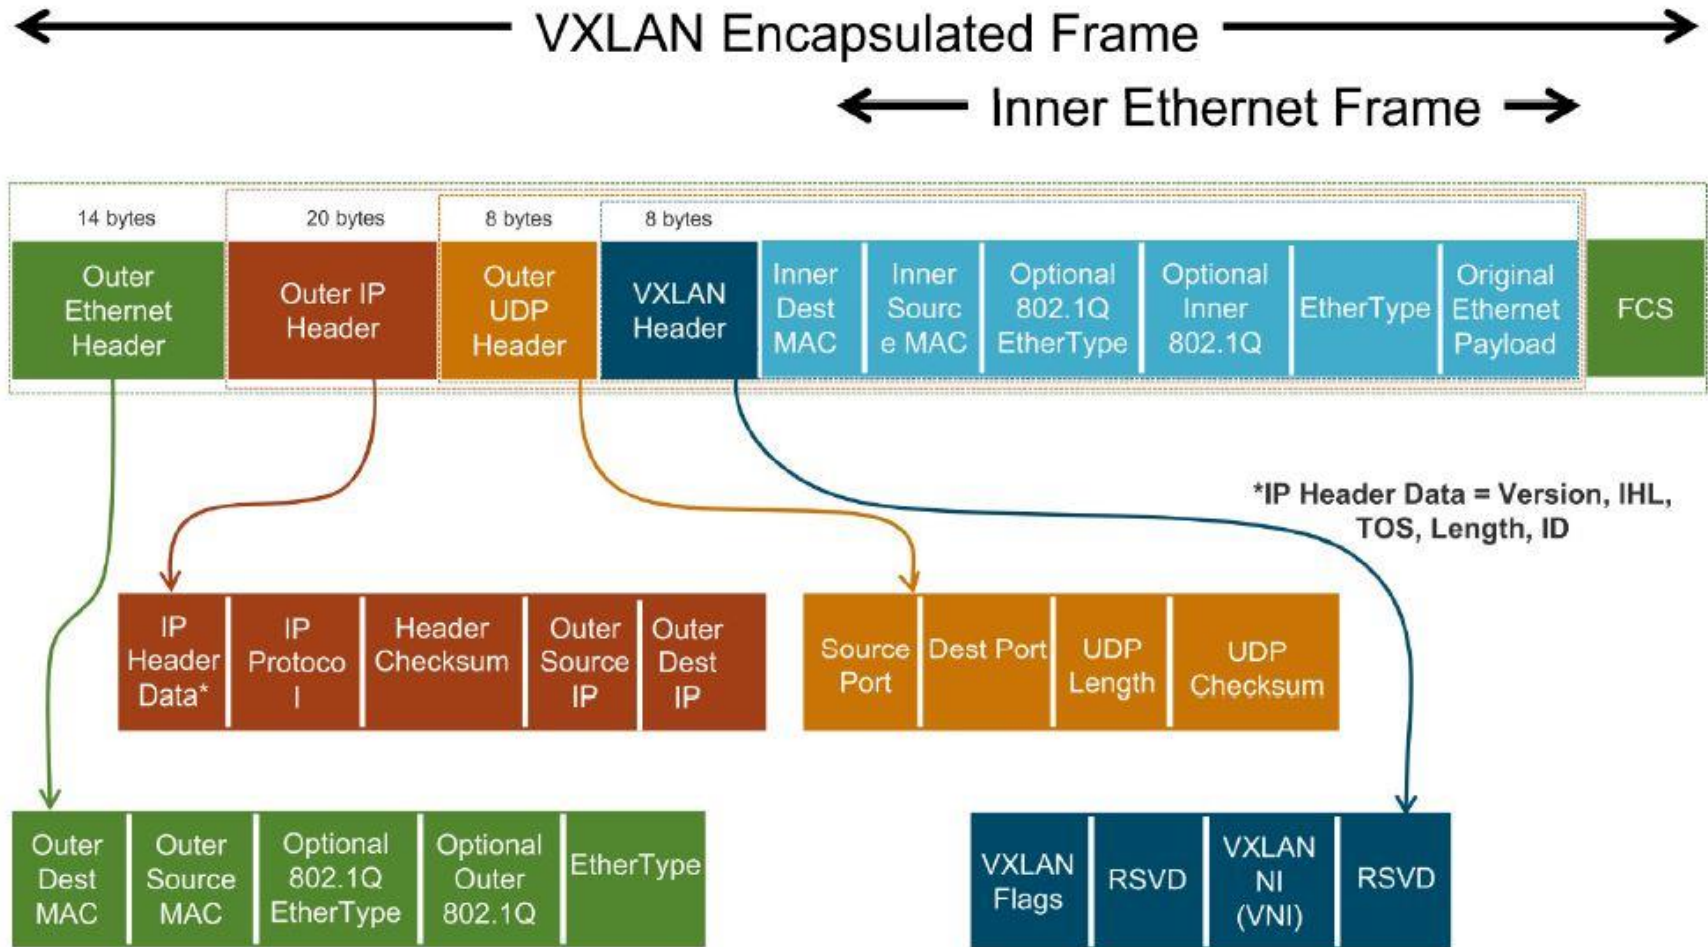 VXLAN Encapsulated Frame
Inner Ethernet Frame
14 bytes
20 bytes
8 bytes
8 bytes
Outer
Ethernet
Header
Outer IP
Header
Outer
UDP
Header
VXLAN
Header
Inner
Dest
MAC
Inner
Sourc
e MAC
Optional
802.1Q
EtherType
Optional
Inner
802.1Q
EtherType
Original
Ethernet
Payload
FCS
*IP Header Data = Version, IHL,
TOS, Length, ID
IP
Header
Data*
IP
Protoco
l
Header
Checksum
Outer
Source
IP
Outer
Dest
IP
Source
Port
Dest Port
UDP
Length
UDP
Checksum
Outer
Dest
MAC
Outer
Source
MAC
Optional
802.1Q
EtherType
Optional
Outer
802.1Q
EtherType
VXLAN
Flags
RSVD
VXLAN
NI
(VNI)
RSVD